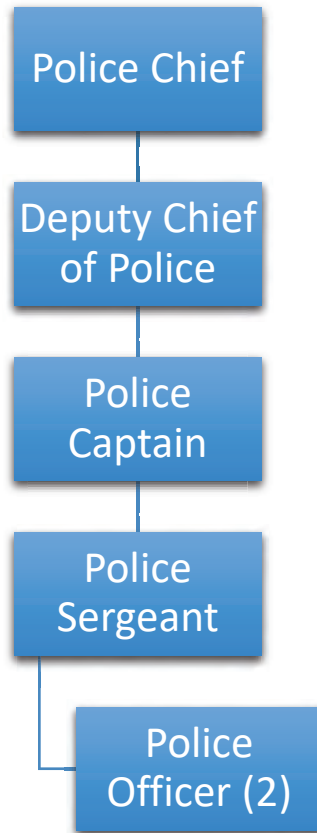 Police Chief
Deputy Chief
of Police
Police
Captain
Police
Sergeant
Police
Officer (2)